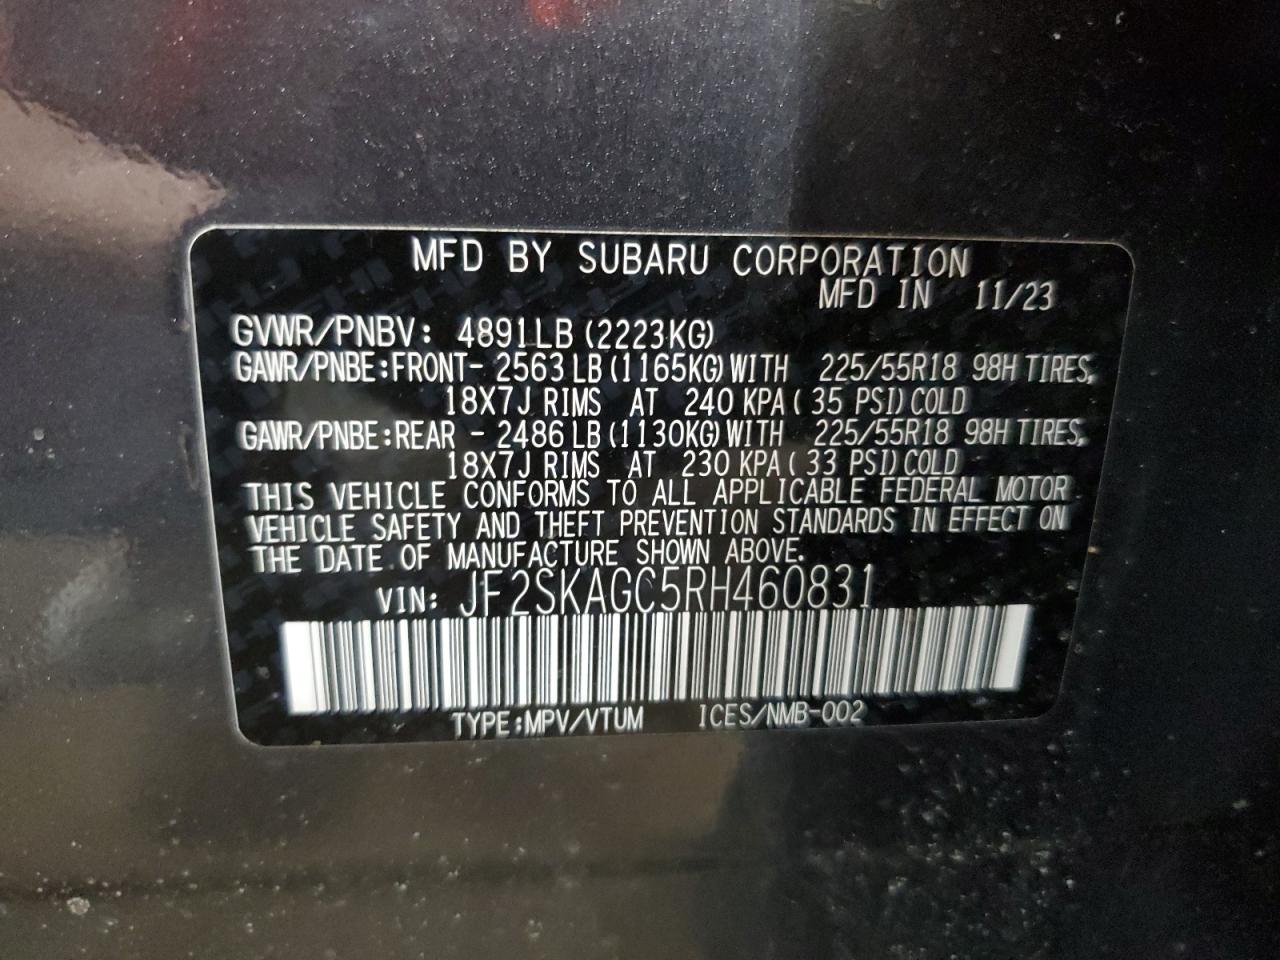 MFD BY SUBARU CORPORATION
MFD IN 11/23
GVWR/PNBV: 4891LB (2223KG)
GAWR/PNBE:FRONT- 2563 LB (1165KG) WITH 225/55R18 98H TIRES,
18X7J RIMS AT 240 KPA ( 35 PSI) COLD
GAWR/PNBE:REAR - 2486 LB (1130KG) WITH 225/55R18 98H TIRES,
18X7J RIMS AT 230 KPA ( 33 PSI) COLD
THIS VEHICLE CONFORMS TO ALL APPLICABLE FEDERAL MOTOR
VEHICLE SAFETY AND THEFT PREVENTION STANDARDS IN EFFECT ON
THE DATE OF MANUFACTURE SHOWN ABOVE.
VIN: JF2SKAGC5RH460831
TYPE:MPV/VTUM ICES/NMB-002